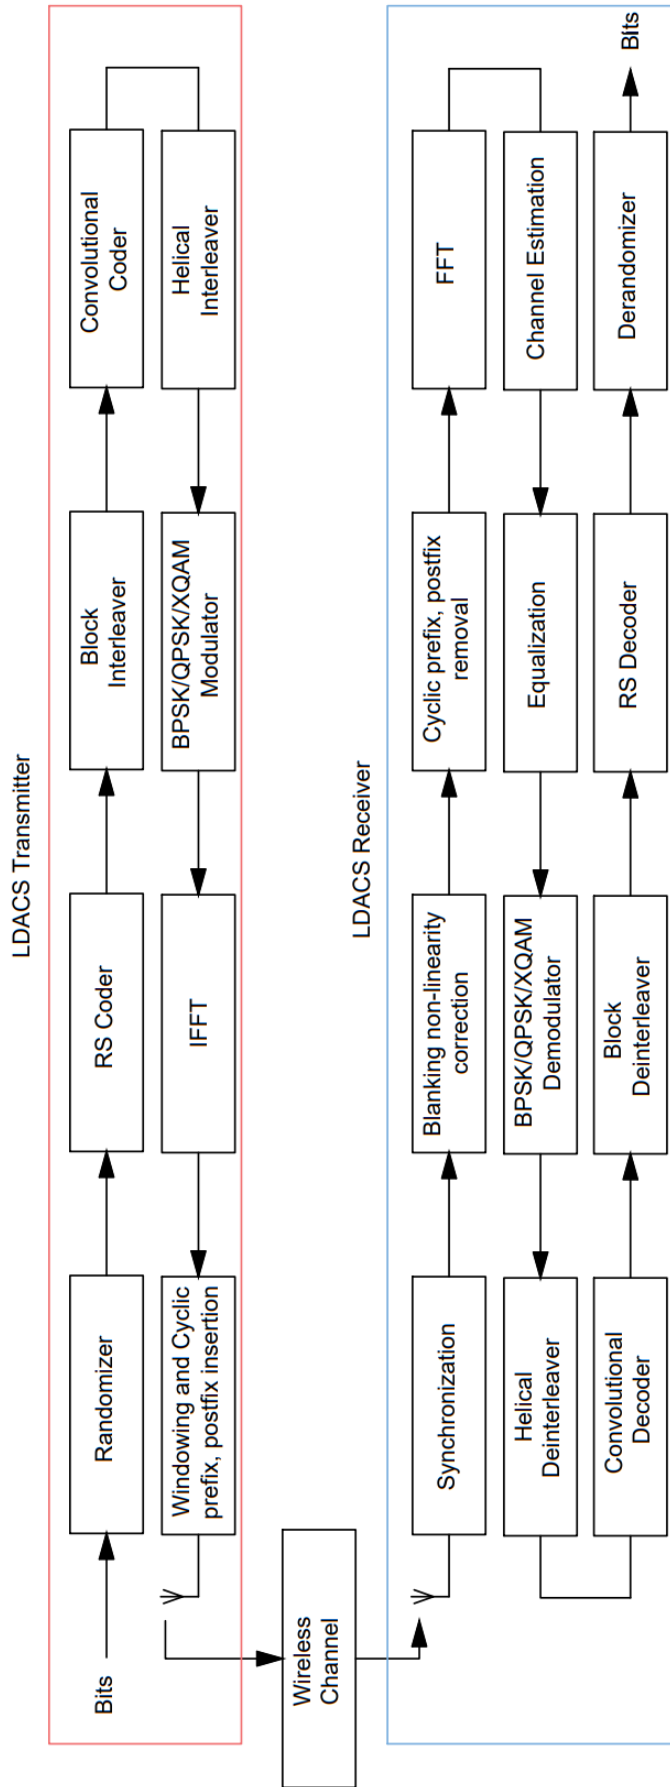 LDACS Transmitter
Bits
Randomizer
RS Coder
Block
Interleaver
Convolutional
Coder
Windowing and Cyclic
prefix, postfix insertion
IFFT
BPSK/QPSK/XQAM
Modulator
Helical
Interleaver
Wireless
Channel
LDACS Receiver
Synchronization
Blanking non-linearity
correction
Cyclic prefix, postfix
removal
FFT
Helical
Deinterleaver
BPSK/QPSK/XQAM
Demodulator
Equalization
Channel Estimation
Convolutional
Decoder
Block
Deinterleaver
RS Decoder
Derandomizer
Bits